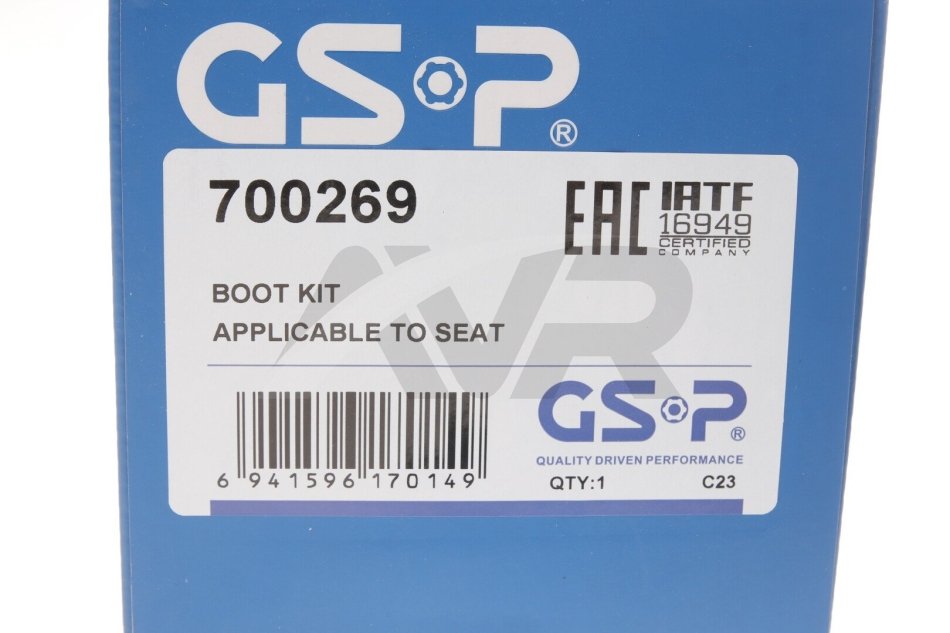 GSP®
700269
EAC
IATF
16949
CERTIFIED
COMPANY
BOOT KIT
APPLICABLE TO SEAT
IVR
6 941596 170149
GSP®
QUALITY DRIVEN PERFORMANCE
QTY:1 C23